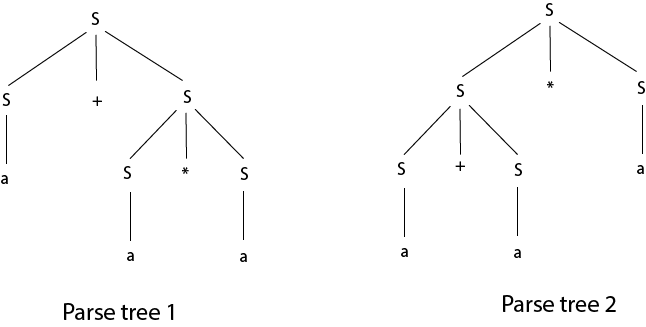 S
S + S
a S * S
a a
Parse tree 1
S
S * S
S + S a
a a
Parse tree 2